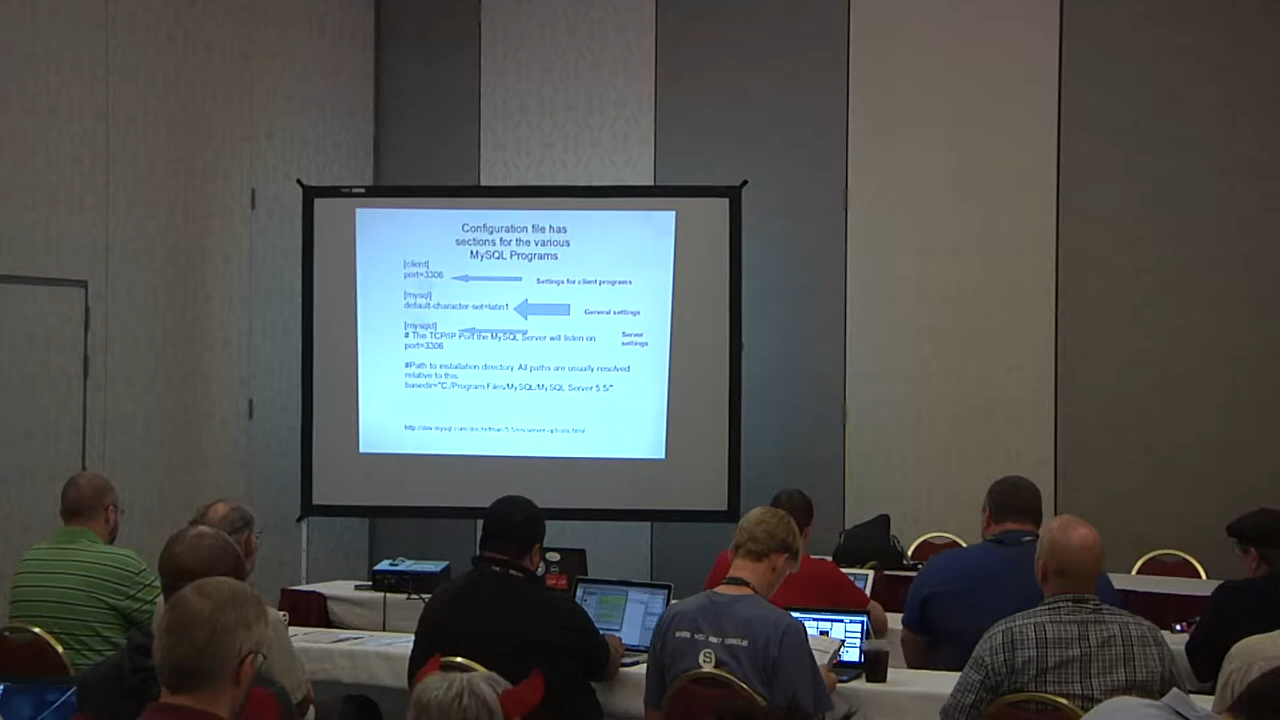 Configuration file has
sections for the various
MySQL Programs
[client]
port=3306
Settings for client programs
[mysql]
default-character-set=latin1
General settings
[mysqld]
# The TCP/IP Port the MySQL Server will listen on
port=3306
Server
settings
#Path to installation directory. All paths are usually resolved
relative to this.
basedir="C:/Program Files/MySQL/MySQL Server 5.5/"